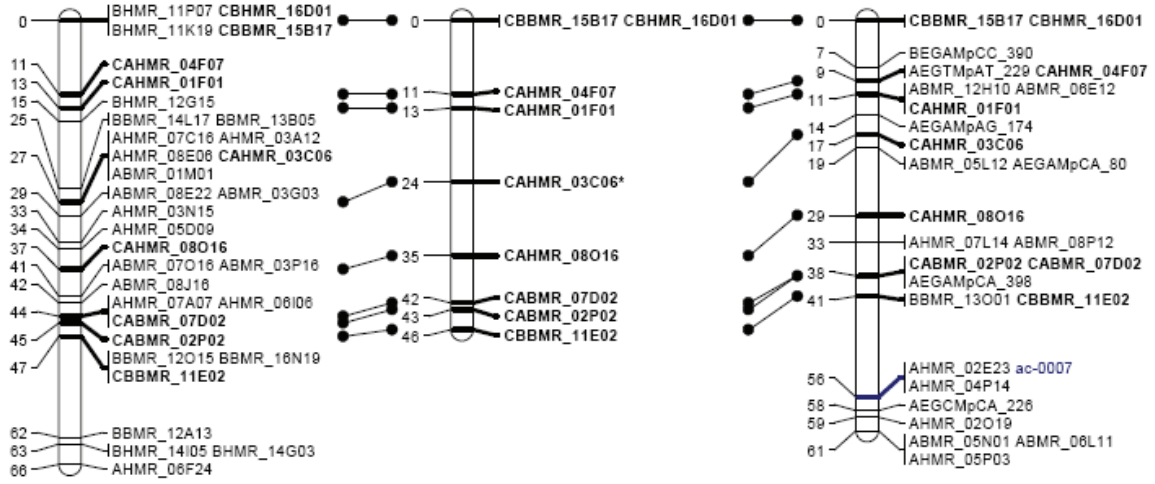 BHMR_11P07 CBHMR_16D01
0
BHMR_11K19 CBBMR_15B17
11 CAHMR_04F07
13 CAHMR_01F01
15 BHMR_12G15
25 BBMR_14L17 BBMR_13B05
AHMR_07C16 AHMR_03A12
27 AHMR_08E06 CAHMR_03C06
ABMR_01M01
29 ABMR_08E22 ABMR_03G03
33 AHMR_03N15
34 AHMR_05D09
37 CAHMR_08O16
41 ABMR_07O16 ABMR_03P16
42 ABMR_08J16
44 AHMR_07A07 AHMR_06I06
CABMR_07D02
45 CABMR_02P02
47 BBMR_12O15 BBMR_16N19
CBBMR_11E02
62 BBMR_12A13
63 BHMR_14I05 BHMR_14G03
66 AHMR_06F24
0 CBBMR_15B17 CBHMR_16D01
11 CAHMR_04F07
13 CAHMR_01F01
24 CAHMR_03C06*
35 CAHMR_08O16
42 CABMR_07D02
43 CABMR_02P02
46 CBBMR_11E02
0 CBBMR_15B17 CBHMR_16D01
7 BEGAMpCC_390
9 AEGTMpAT_229 CAHMR_04F07
11 ABMR_12H10 ABMR_06E12
CAHMR_01F01
14 AEGAMpAG_174
17 CAHMR_03C06
19 ABMR_05L12 AEGAMpCA_80
29 CAHMR_08O16
33 AHMR_07L14 ABMR_08P12
38 CABMR_02P02 CABMR_07D02
AEGAMpCA_398
41 BBMR_13O01 CBBMR_11E02
56 AHMR_02E23 ac-0007
AHMR_04P14
58 AEGCMpCA_226
59 AHMR_02O19
61 ABMR_05N01 ABMR_06L11
AHMR_05P03